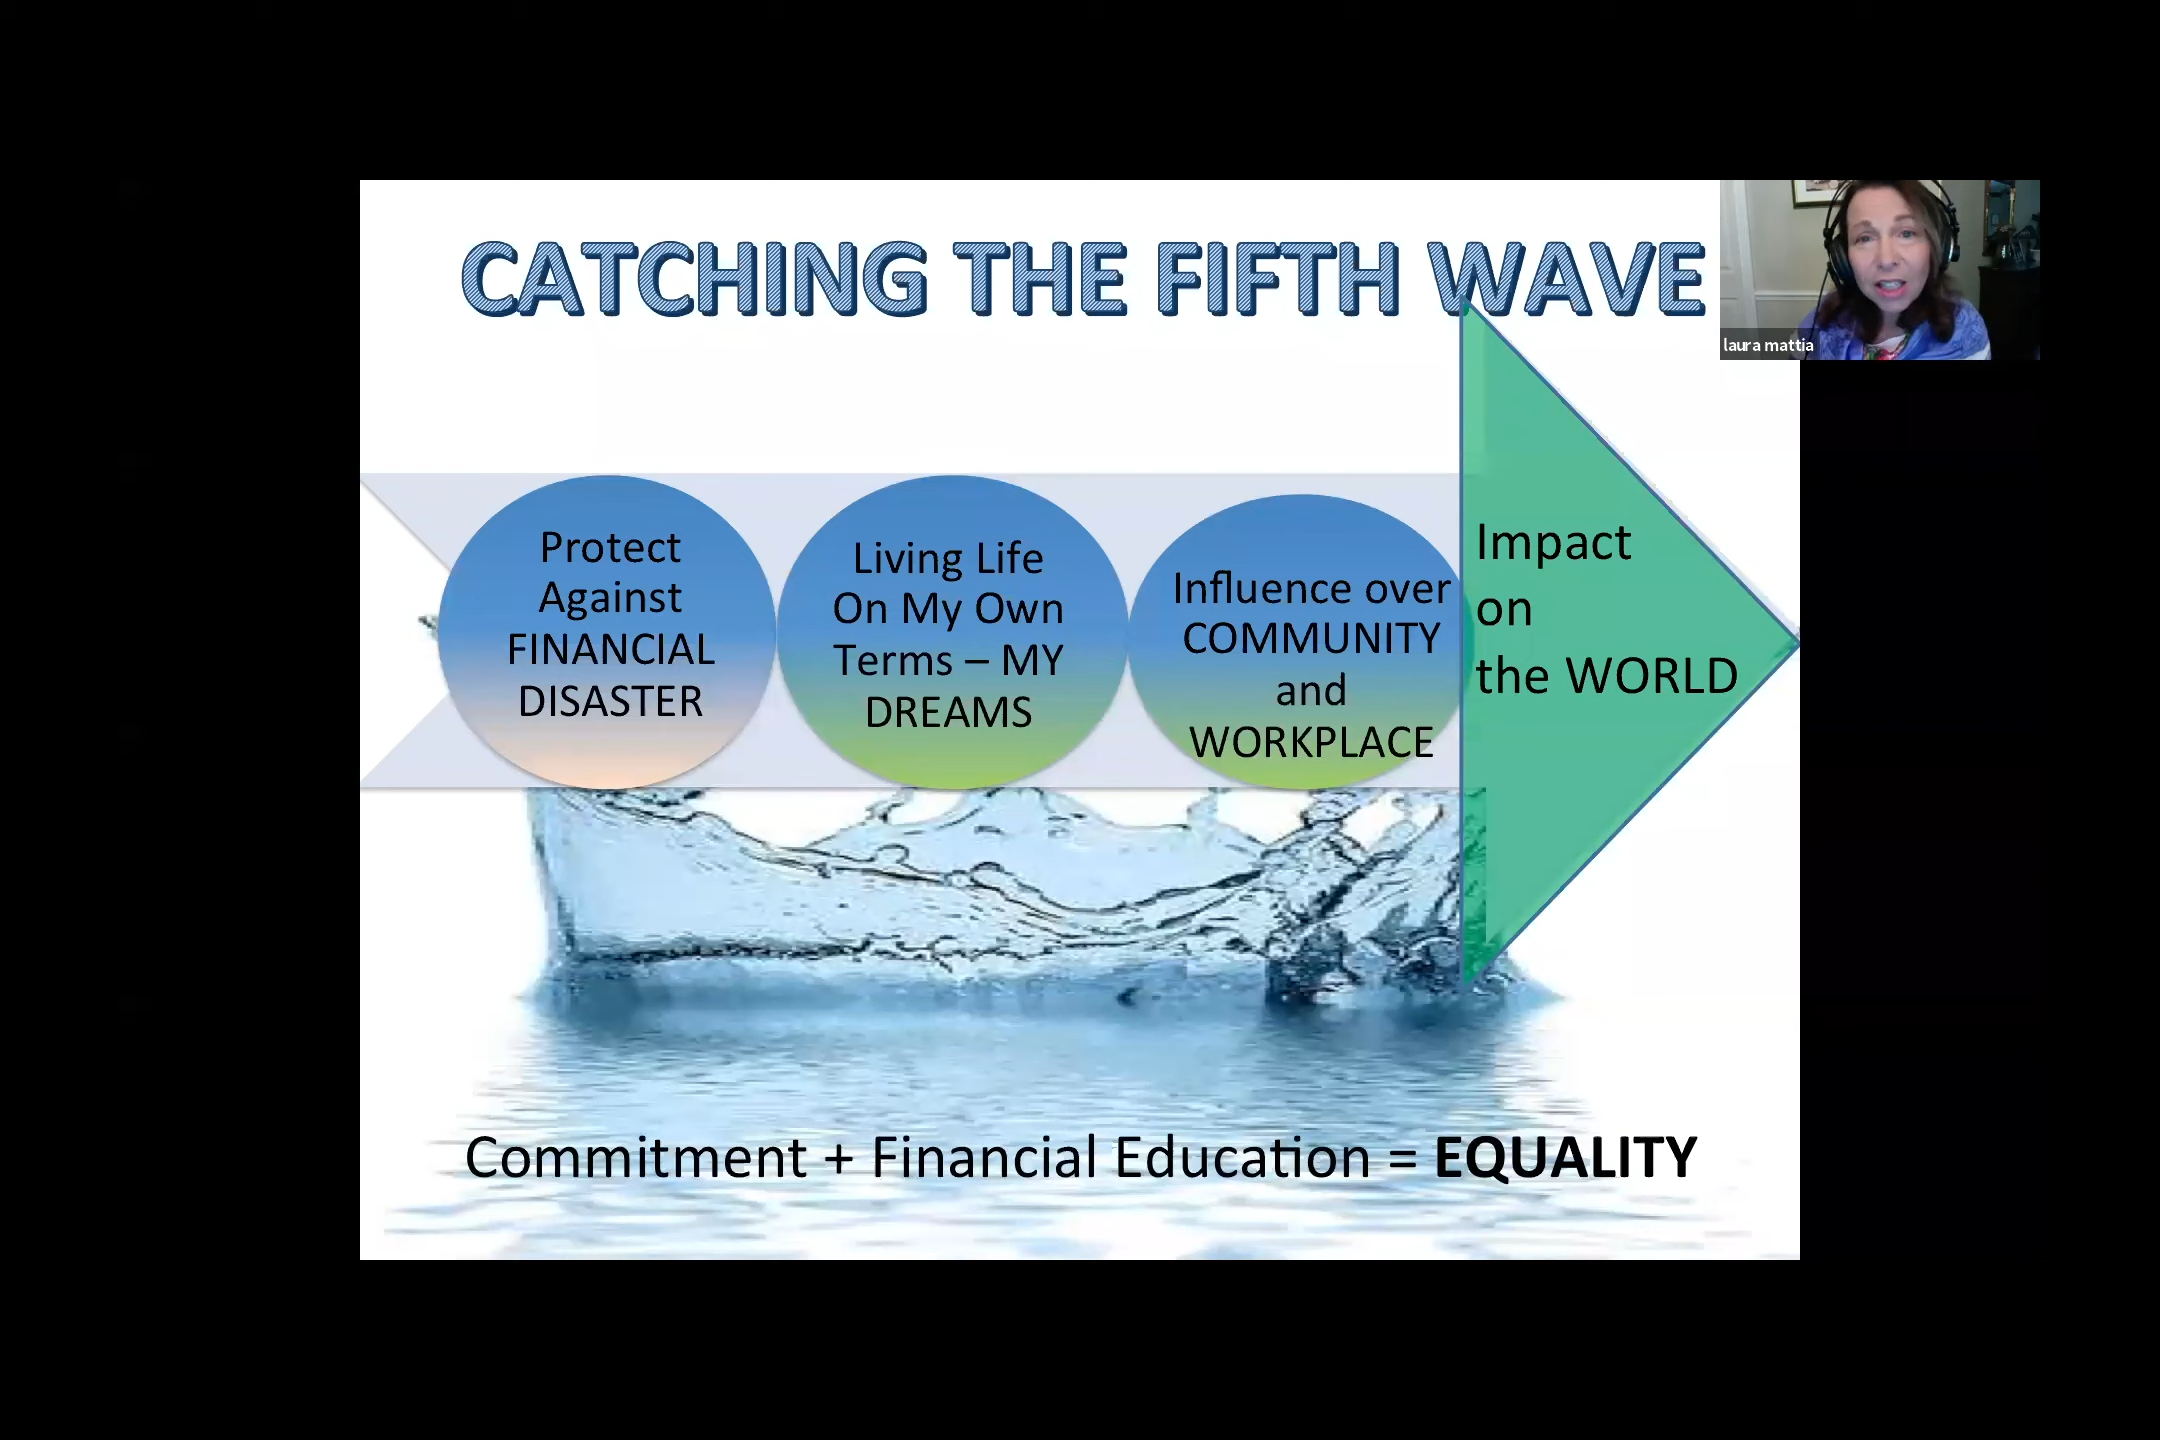 CATCHING THE FIFTH WAVE
laura mattia
Protect
Against
FINANCIAL
DISASTER
Living Life
On My Own
Terms – MY
DREAMS
Influence over
COMMUNITY
and
WORKPLACE
Impact
on
the WORLD
Commitment + Financial Education = EQUALITY